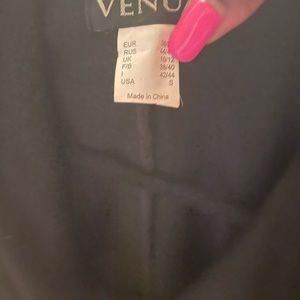 VENU
EUR
RUS
UK 10/12
F/B 38/40
I 42/44
USA S
Made in China